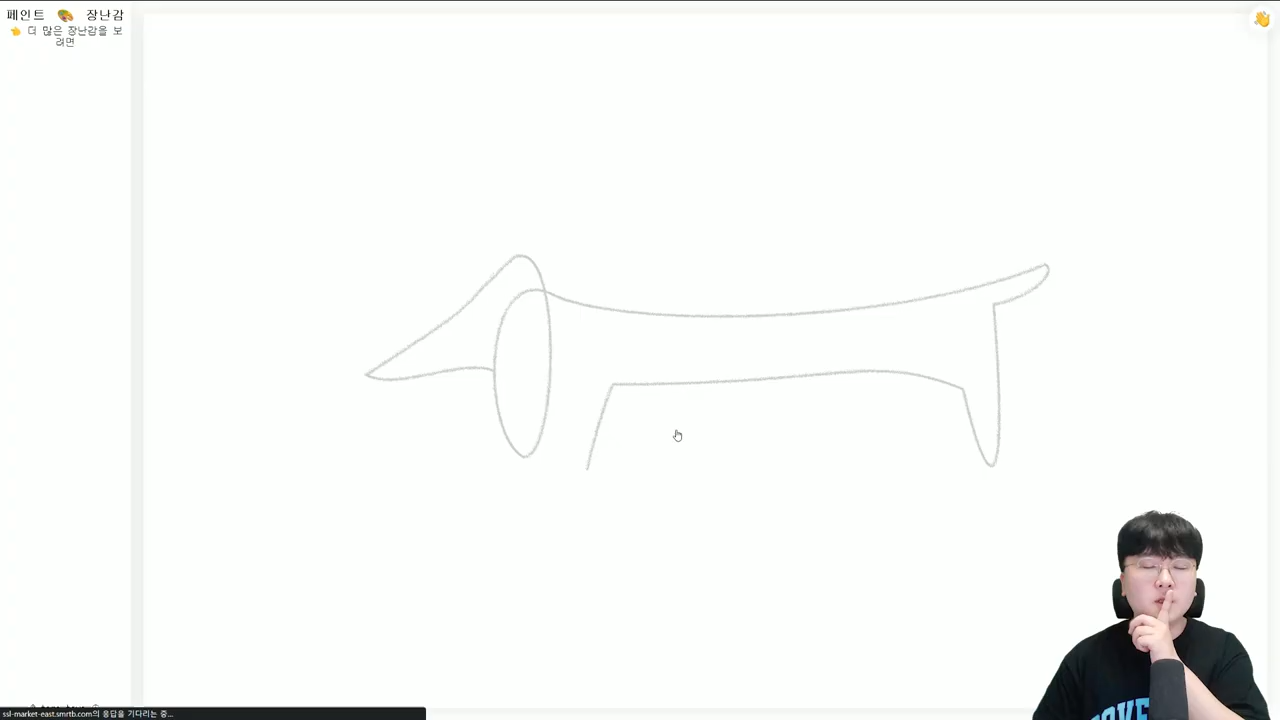 페인트 🎨 장난감
👈 더 많은 장난감을 보
려면
ssl-market-east.smrtb.com의 응답을 기다리는 중...